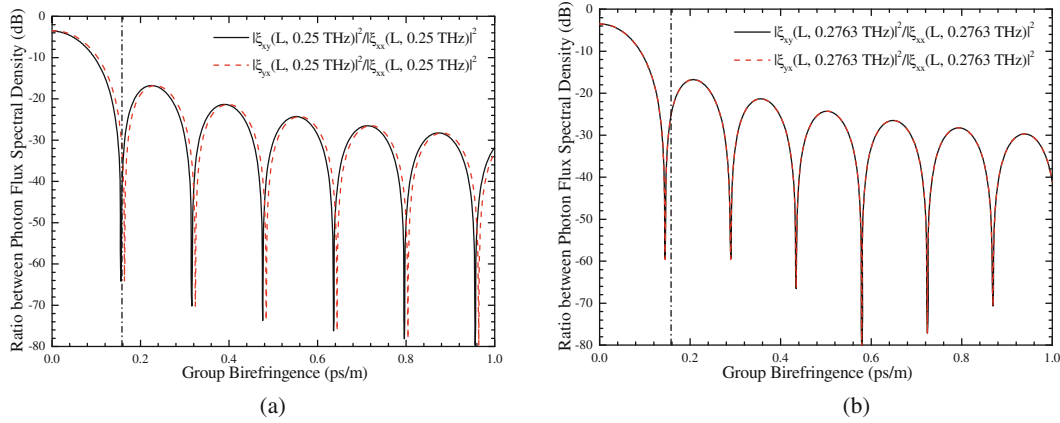 Ratio between Photon Flux Spectral Density (dB)
0
-10
-20
-30
-40
-50
-60
-70
-80
|ξxy(L, 0.25 THz)|²/|ξxx(L, 0.25 THz)|²
|ξyx(L, 0.25 THz)|²/|ξxx(L, 0.25 THz)|²
0.0 0.2 0.4 0.6 0.8 1.0
Group Birefringence (ps/m)
(a)
Ratio between Photon Flux Spectral Density (dB)
0
-10
-20
-30
-40
-50
-60
-70
-80
|ξxy(L, 0.2763 THz)|²/|ξxx(L, 0.2763 THz)|²
|ξyx(L, 0.2763 THz)|²/|ξxx(L, 0.2763 THz)|²
0.0 0.2 0.4 0.6 0.8 1.0
Group Birefringence (ps/m)
(b)